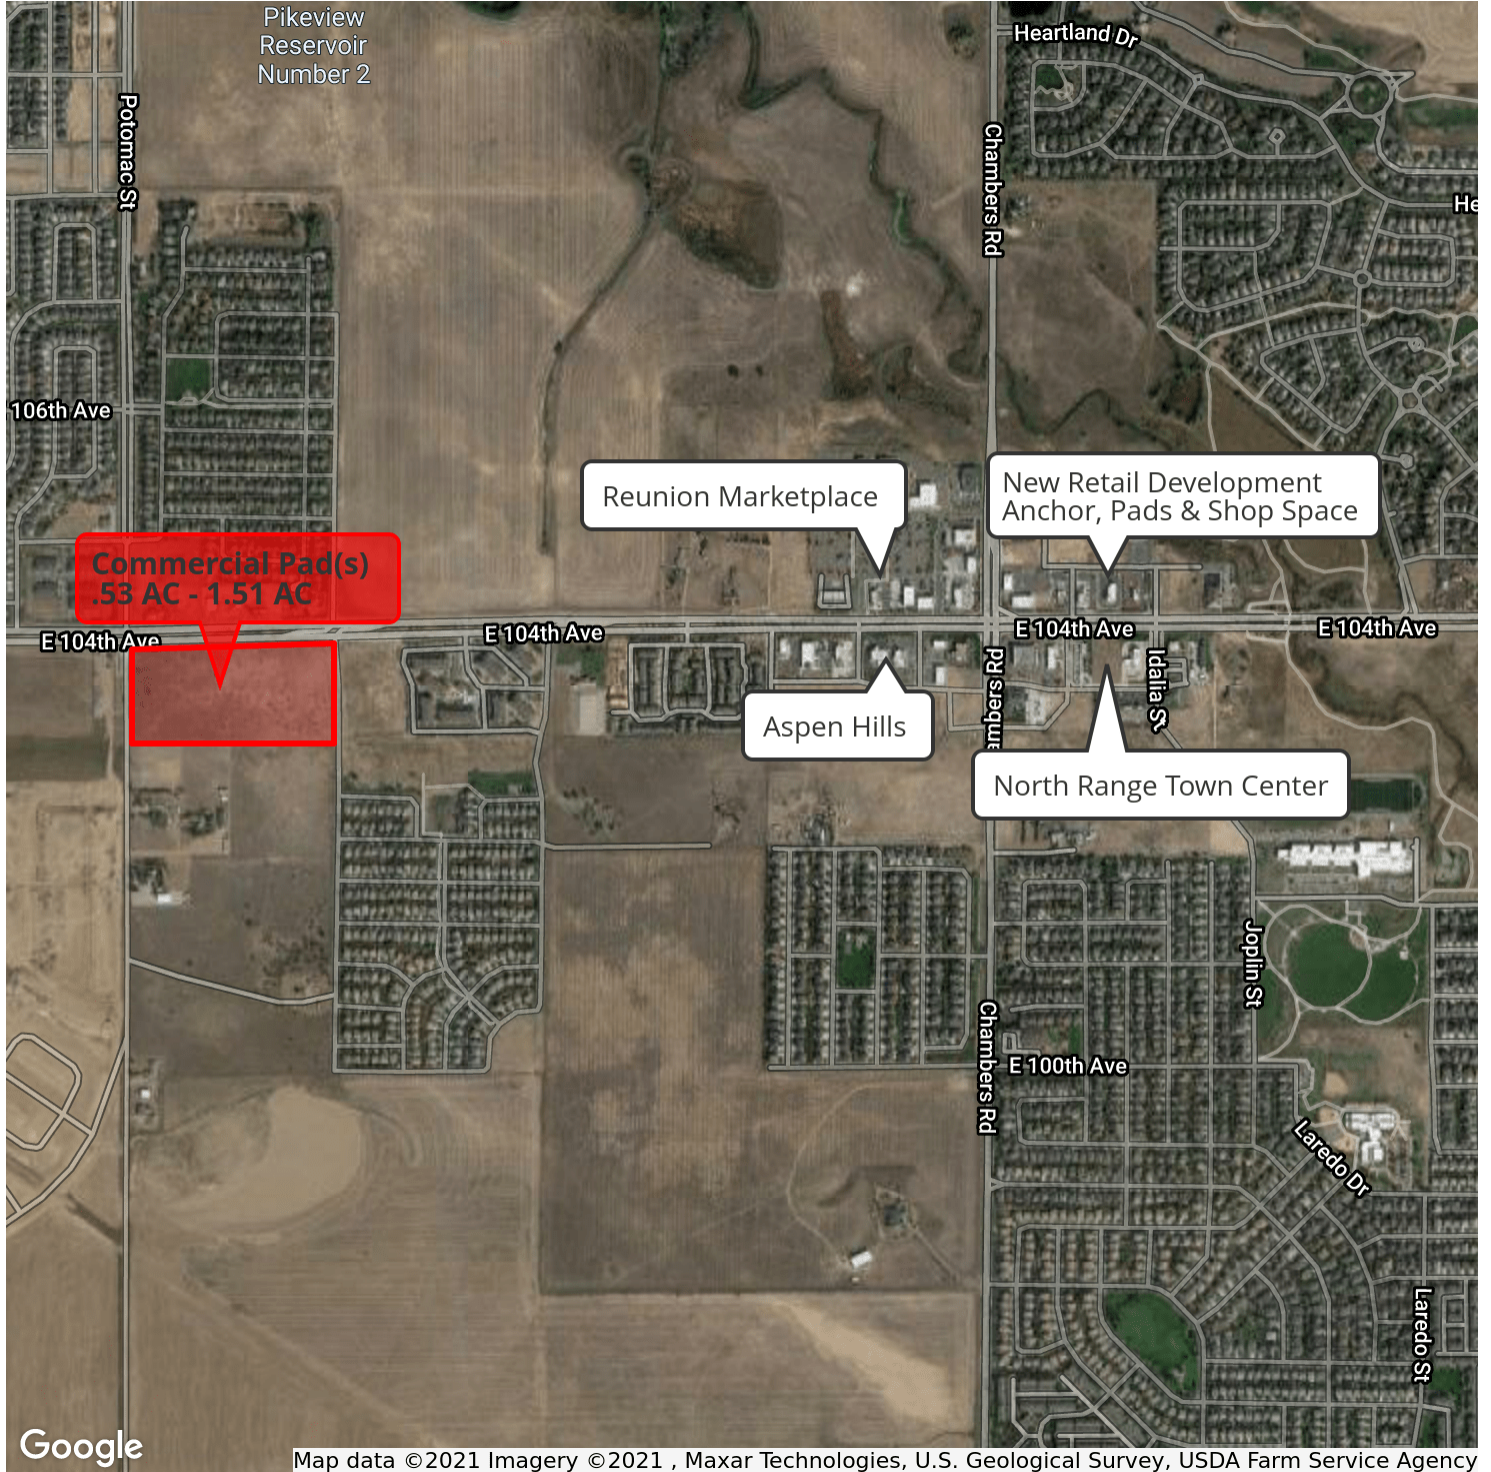 Pikeview
Reservoir
Number 2
Heartland Dr
Potomac St
Chambers Rd
He
106th Ave
Reunion Marketplace
New Retail Development
Anchor, Pads & Shop Space
Commercial Pad(s)
.53 AC - 1.51 AC
E 104th Ave
E 104th Ave
E 104th Ave
E 104th Ave
Idalia St
Aspen Hills
North Range Town Center
Joplin St
Chambers Rd
E 100th Ave
Laredo Dr
Laredo St
Google
Map data ©2021 Imagery ©2021 , Maxar Technologies, U.S. Geological Survey, USDA Farm Service Agency